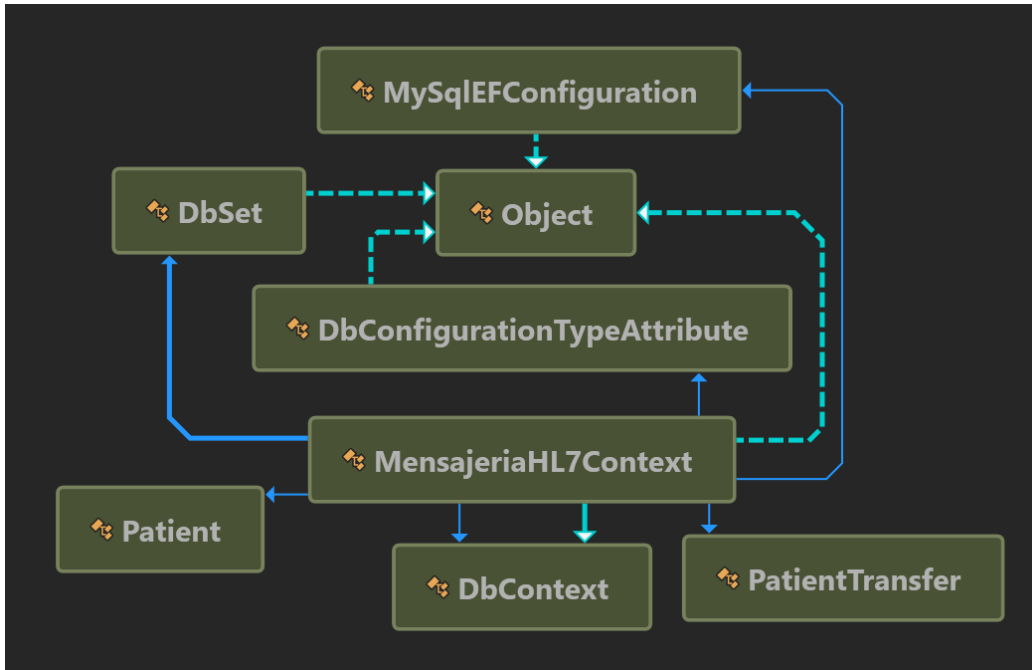 MySqlEFConfiguration
DbSet
Object
DbConfigurationTypeAttribute
MensajeriaHL7Context
Patient
DbContext
PatientTransfer